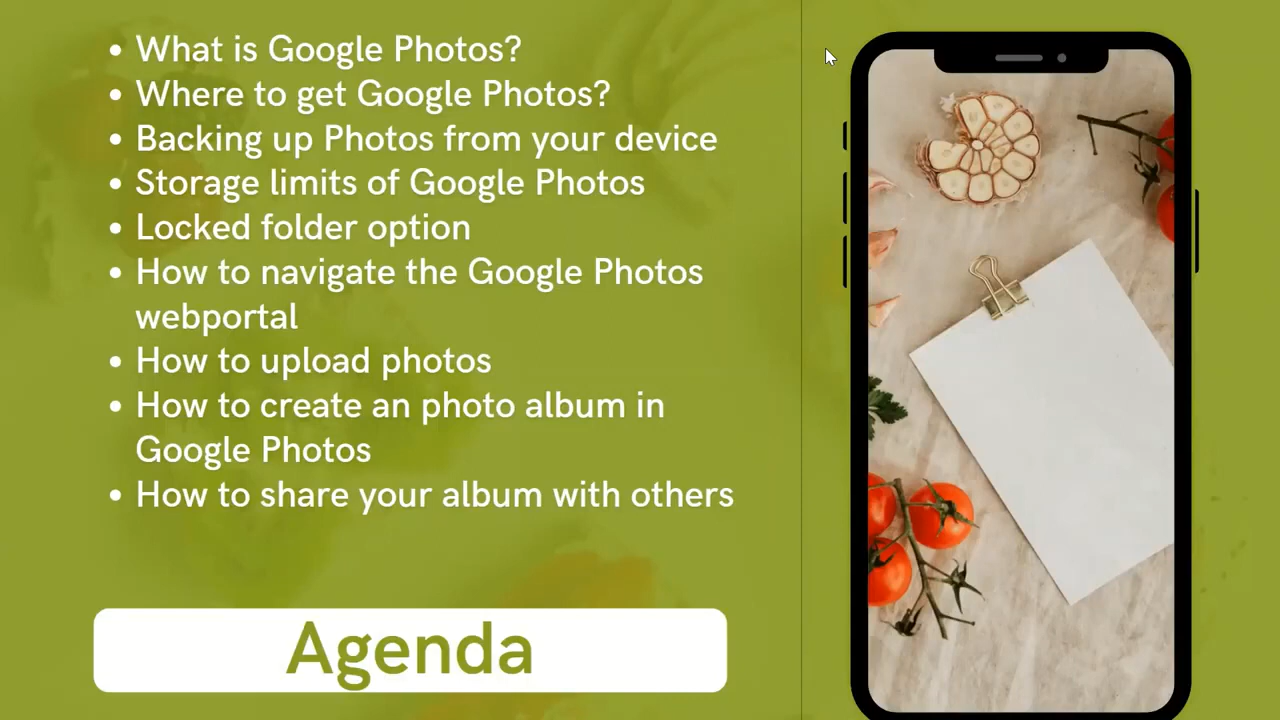 What is Google Photos?
Where to get Google Photos?
Backing up Photos from your device
Storage limits of Google Photos
Locked folder option
How to navigate the Google Photos
webportal
How to upload photos
How to create an photo album in
Google Photos
How to share your album with others
Agenda